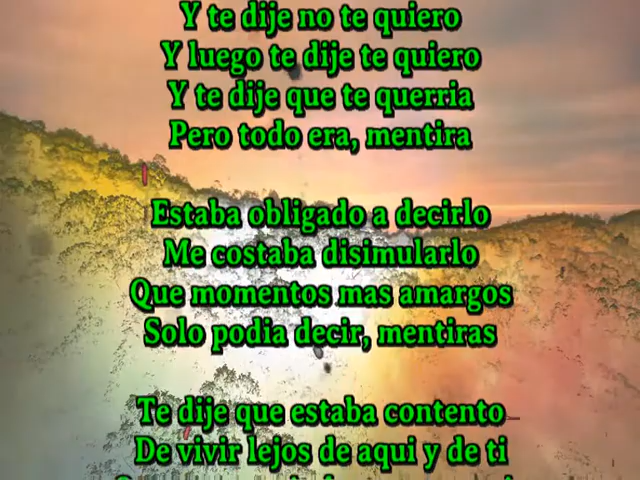 Y te dije no te quiero
Y luego te dije te quiero
Y te dije que te querria
Pero todo era, mentira
Estaba obligado a decirlo
Me costaba disimularlo
Que momentos mas amargos
Solo podia decir, mentiras
Te dije que estaba contento
De vivir lejos de aqui y de ti